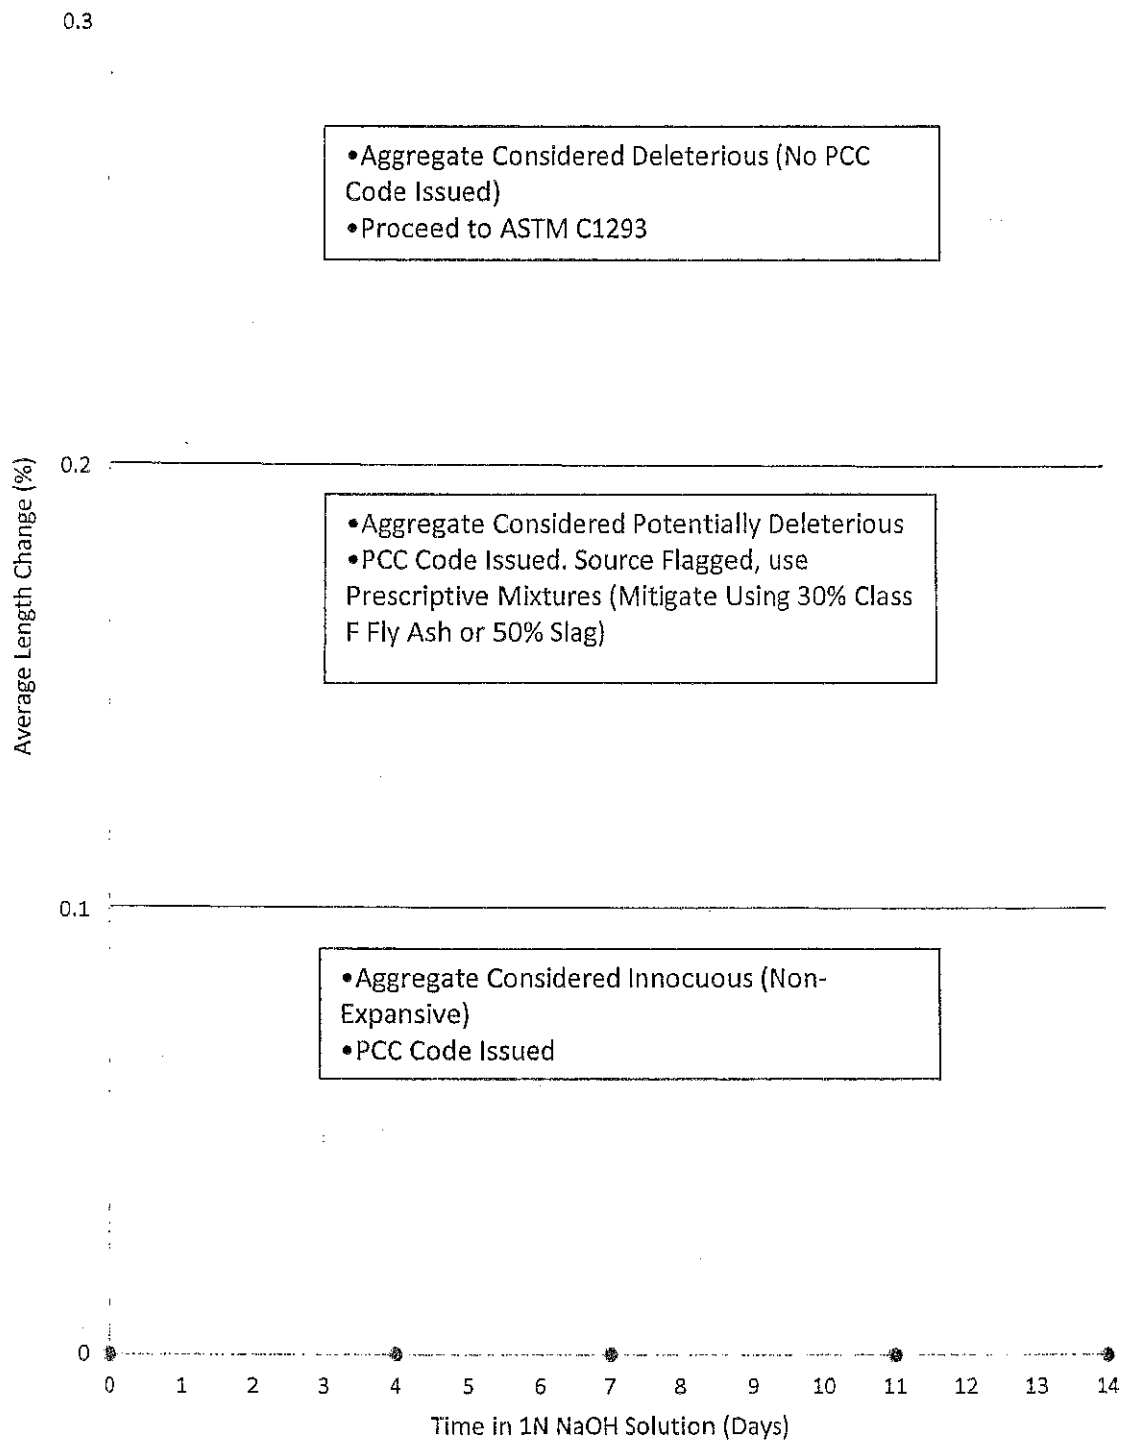 0.3
•Aggregate Considered Deleterious (No PCC
Code Issued)
•Proceed to ASTM C1293
Average Length Change (%)
0.2
•Aggregate Considered Potentially Deleterious
•PCC Code Issued. Source Flagged, use
Prescriptive Mixtures (Mitigate Using 30% Class
F Fly Ash or 50% Slag)
0.1
•Aggregate Considered Innocuous (Non-
Expansive)
•PCC Code Issued
0
0 1 2 3 4 5 6 7 8 9 10 11 12 13 14
Time in 1N NaOH Solution (Days)